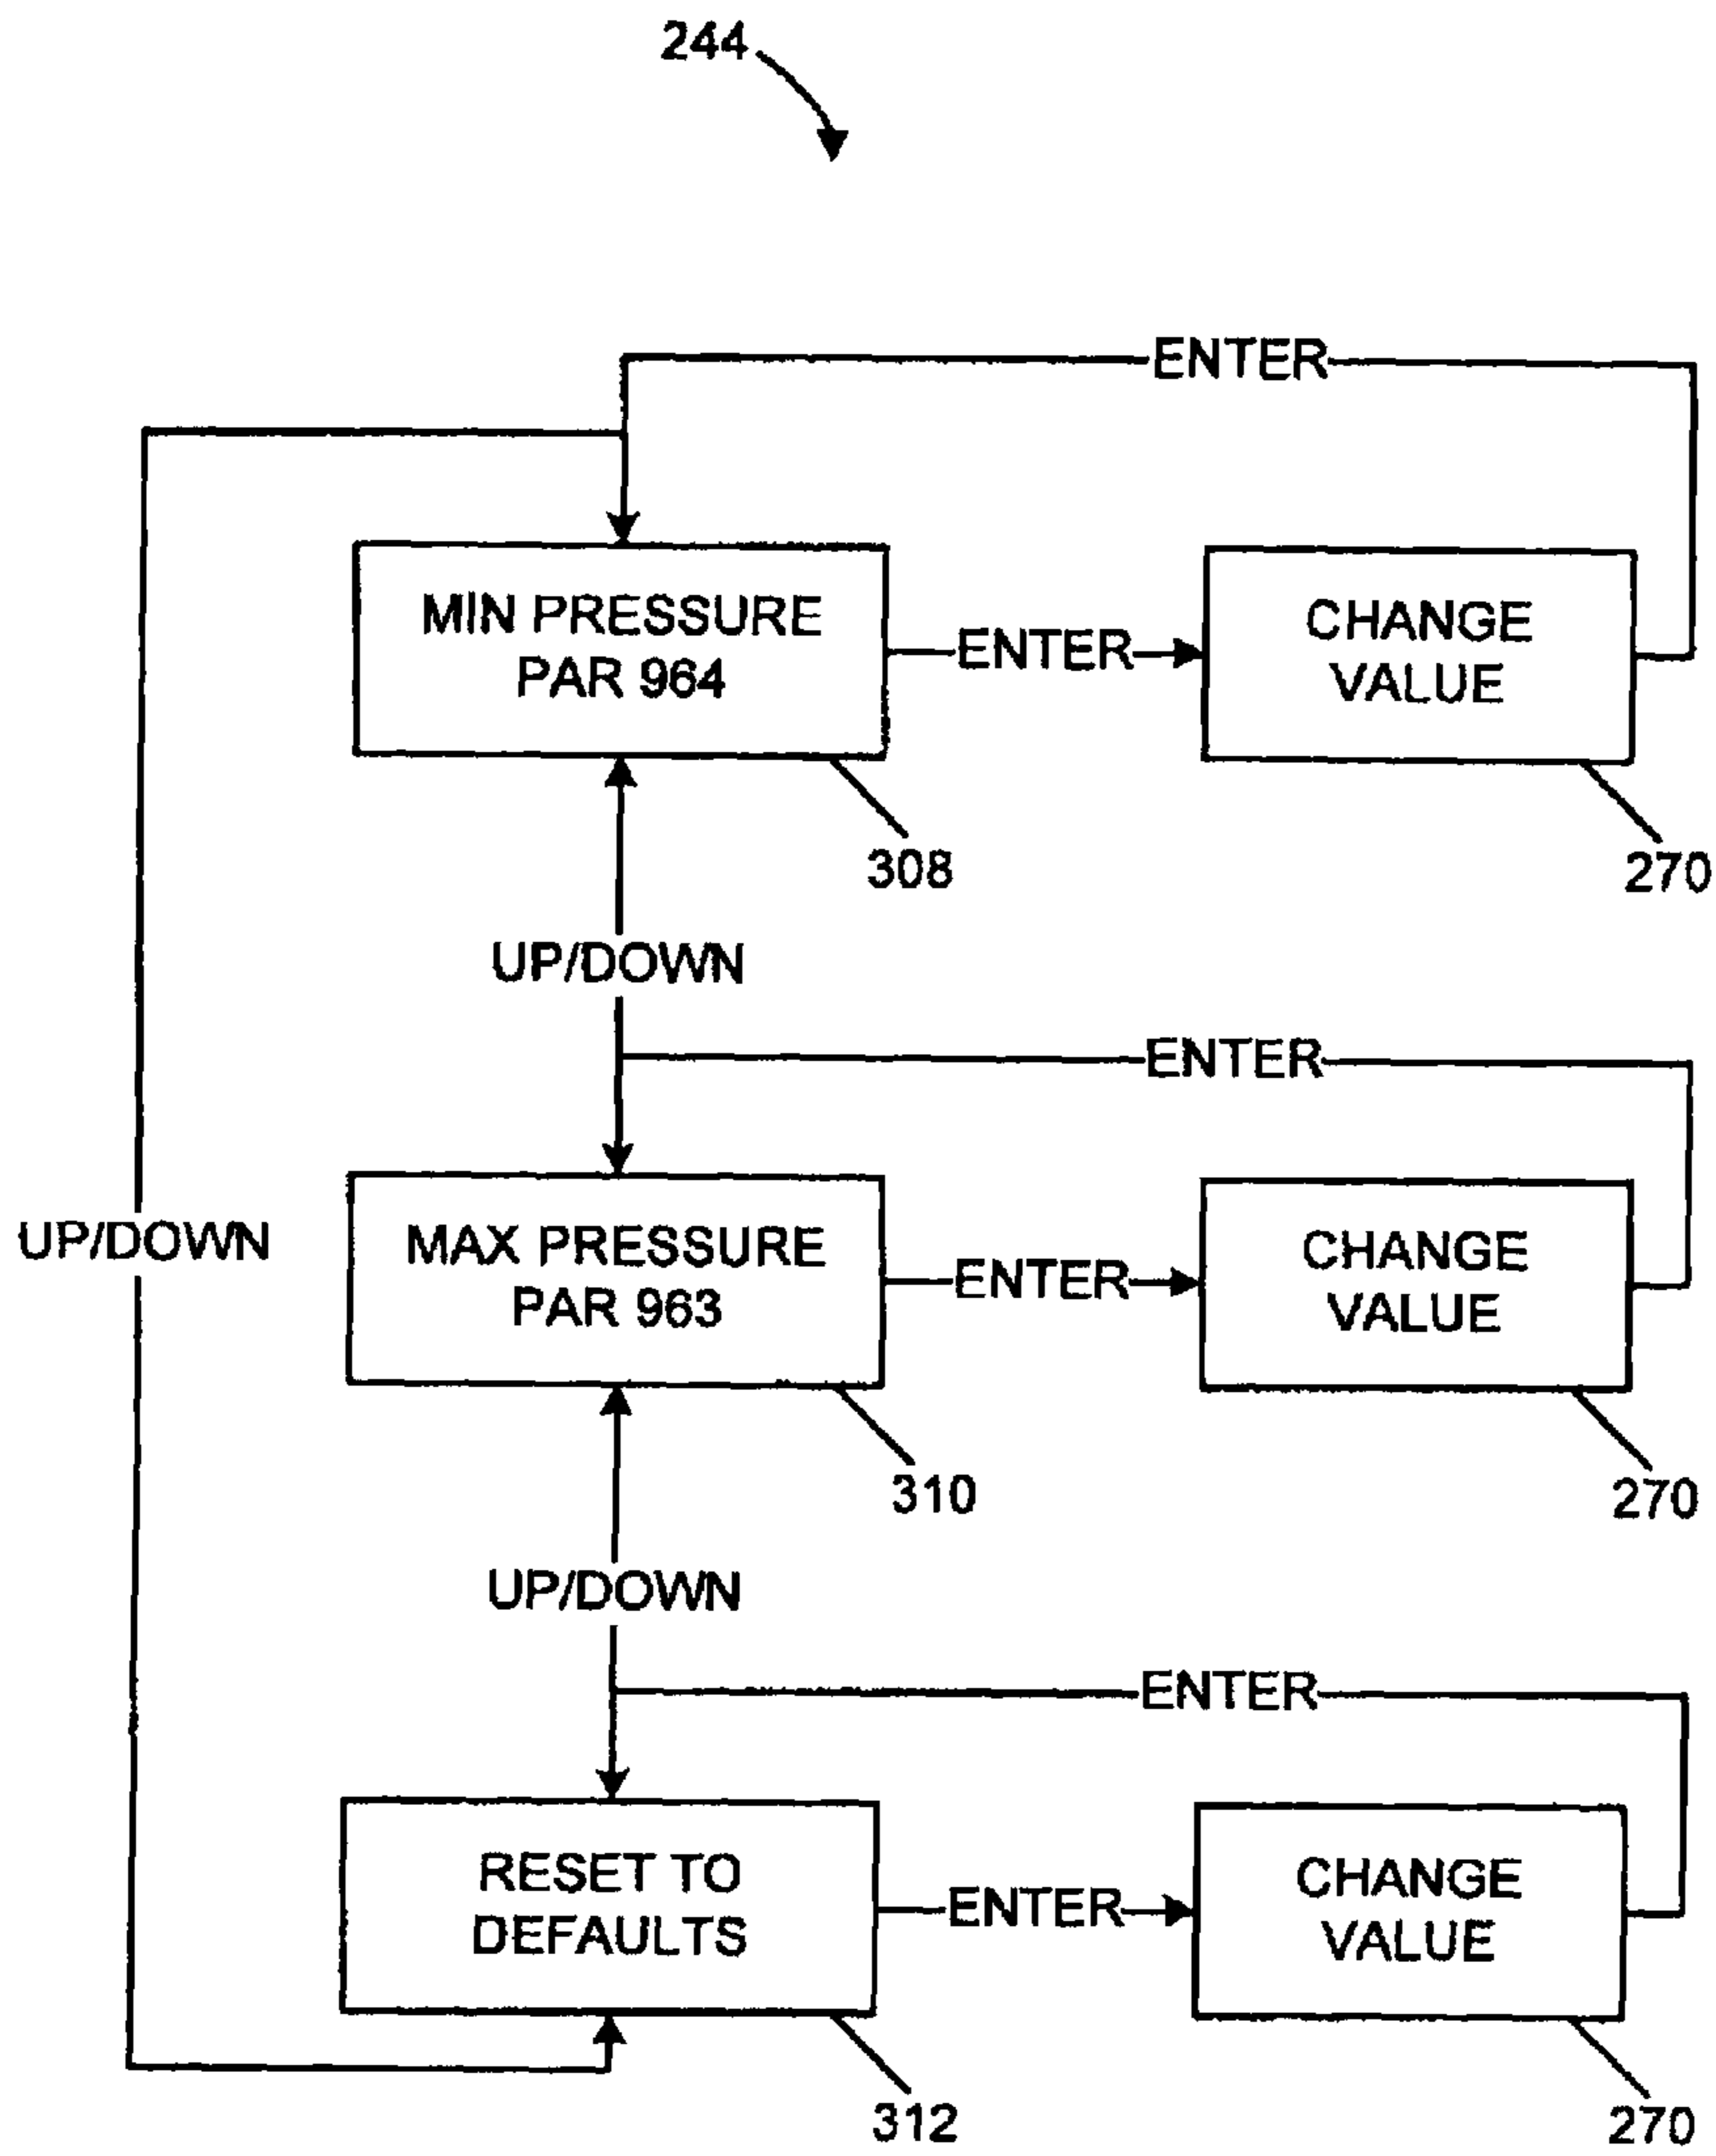 244
ENTER
MIN PRESSURE
PAR 964
ENTER
CHANGE
VALUE
308
270
UP/DOWN
ENTER
UP/DOWN
MAX PRESSURE
PAR 963
ENTER
CHANGE
VALUE
310
270
UP/DOWN
ENTER
RESET TO
DEFAULTS
ENTER
CHANGE
VALUE
312
270